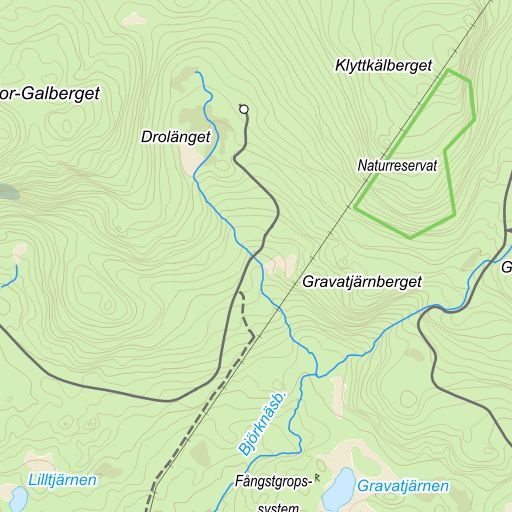 Klyttkälberget
or-Galberget
Drolänget
Naturreservat
G
Gravatjärnberget
Björknäsb.
Lilltjärnen
Fångstgrops-
system
Gravatjärnen